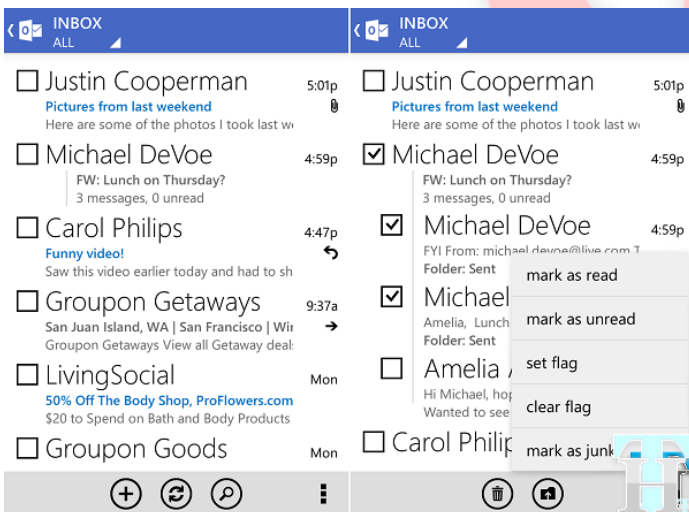 INBOX
ALL
Justin Cooperman 5:01p
Pictures from last weekend
Here are some of the photos I took last we
Michael DeVoe 4:59p
FW: Lunch on Thursday?
3 messages, 0 unread
Carol Philips 4:47p
Funny video!
Saw this video earlier today and had to sh
Groupon Getaways 9:37a
San Juan Island, WA | San Francisco | Win
Groupon Getaways View all Getaway deals
LivingSocial Mon
50% Off The Body Shop, ProFlowers.com
$20 to Spend on Bath and Body Products
Groupon Goods Mon
INBOX
ALL
Justin Cooperman 5:01p
Pictures from last weekend
Here are some of the photos I took last we
Michael DeVoe 4:59p
FW: Lunch on Thursday?
3 messages, 0 unread
Michael DeVoe 4:59p
FYI From: michael.devoe@live.com T
Folder: Sent
Michael
Amelia, Lunch
Folder: Sent
Amelia
Hi Michael, hop
Wanted to see
Carol Philip
mark as read
mark as unread
set flag
clear flag
mark as junk